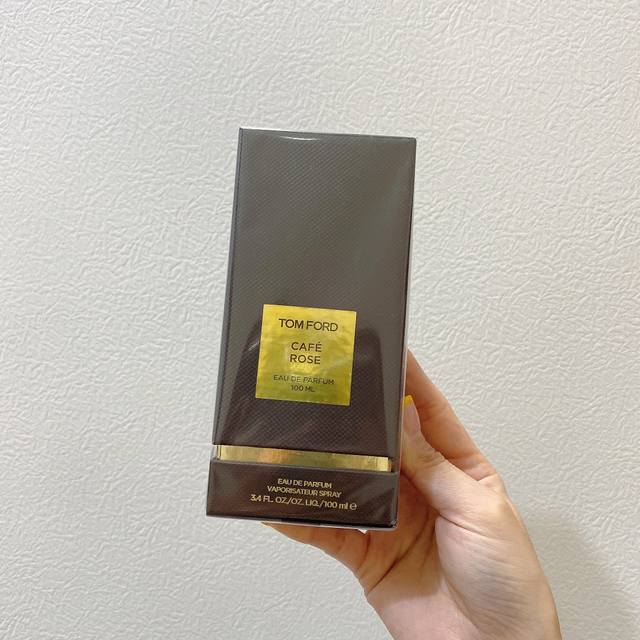 TOM FORD
CAFÉ
ROSE
EAU DE PARFUM
100 ML
EAU DE PARFUM
VAPORISATEUR SPRAY
3.4 FL. OZ./OZ. LIQ./100 ml ℮